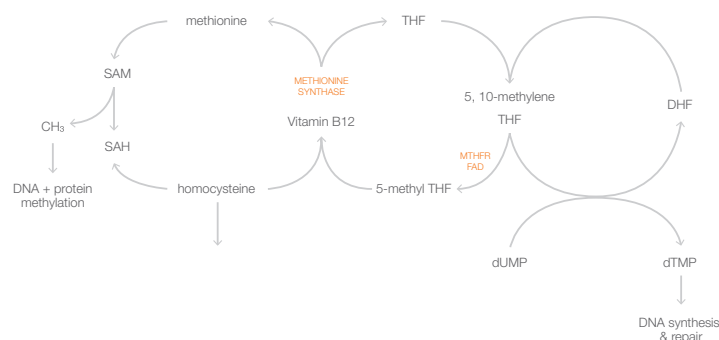 methionine
THF
SAM
METHIONINE
SYNTHASE
5, 10-methylene
THF
DHF
CH₃
Vitamin B12
SAH
MTHFR
FAD
DNA + protein
methylation
homocysteine
5-methyl THF
dUMP
dTMP
DNA synthesis
& repair